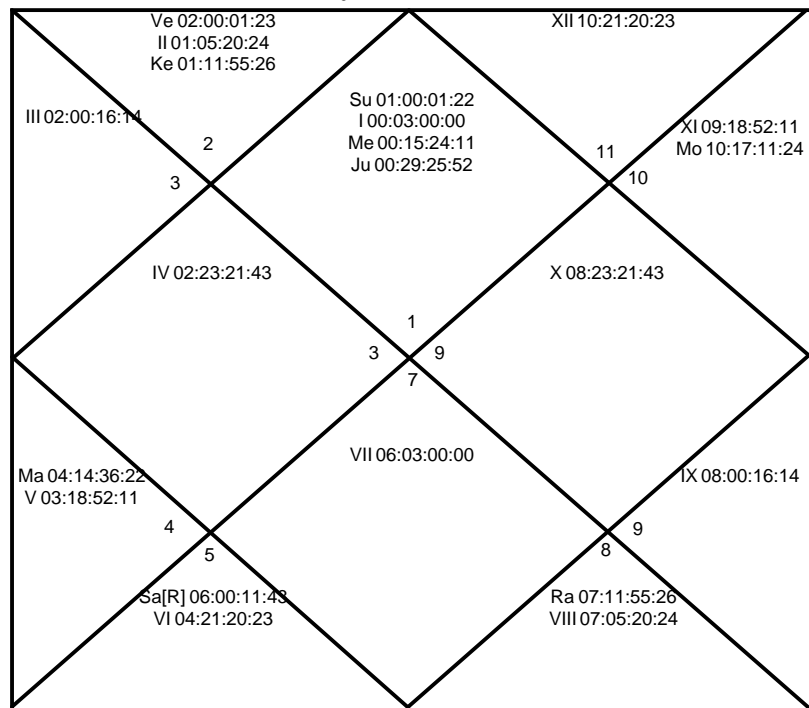 Ve 02:00:01:23
II 01:05:20:24
Ke 01:11:55:26
XII 10:21:20:23
Su 01:00:01:22
I 00:03:00:00
Me 00:15:24:11
Ju 00:29:25:52
III 02:00:16:14
XI 09:18:52:11
Mo 10:17:11:24
2
11
3
10
IV 02:23:21:43
X 08:23:21:43
1
3
9
7
VII 06:03:00:00
Ma 04:14:36:22
V 03:18:52:11
IX 08:00:16:14
4
9
5
8
Sa[R] 06:00:11:43
VI 04:21:20:23
Ra 07:11:55:26
VIII 07:05:20:24